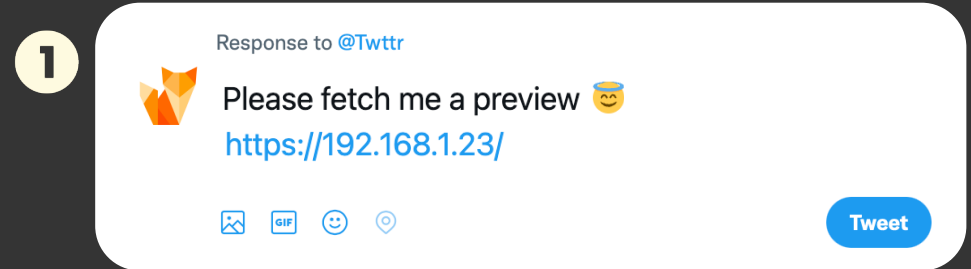 1
Response to @Twttr
Please fetch me a preview 😇
https://192.168.1.23/
GIF
Tweet